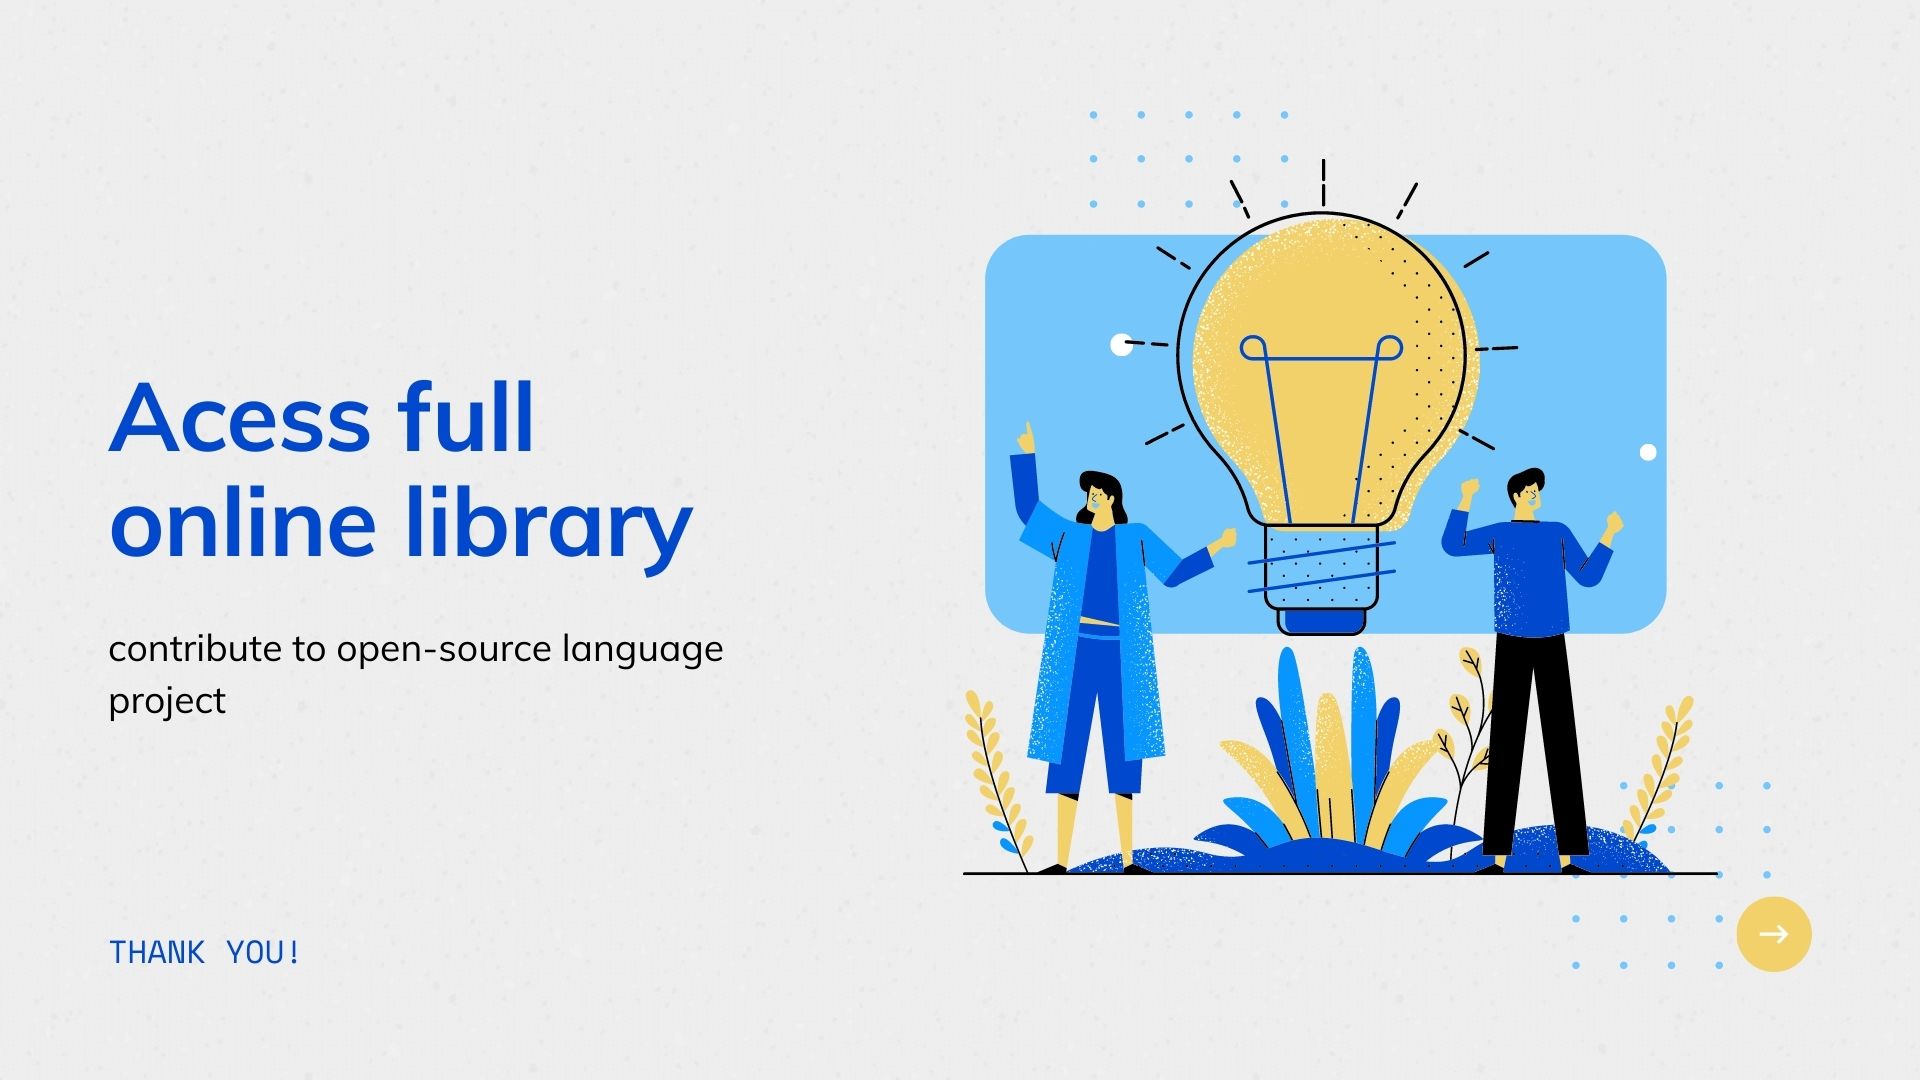 Acess full
online library
contribute to open-source language
project
THANK YOU!